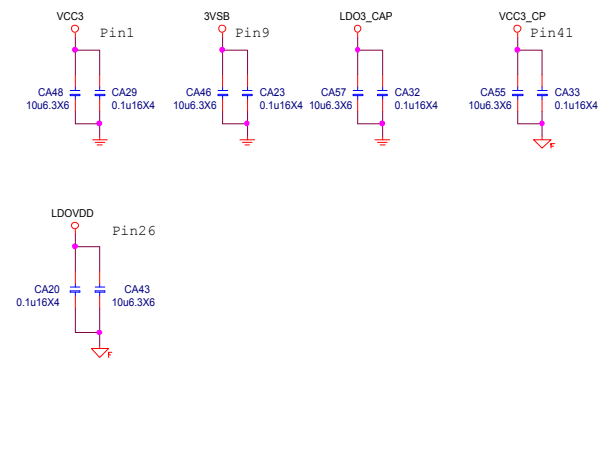 VCC3
Pin1
CA48
10u6.3X6
CA29
0.1u16X4
3VSB
Pin9
CA46
10u6.3X6
CA23
0.1u16X4
LDO3_CAP
CA57
10u6.3X6
CA32
0.1u16X4
VCC3_CP
Pin41
CA55
10u6.3X6
CA33
0.1u16X4
F
LDOVDD
Pin26
CA20
0.1u16X4
CA43
10u6.3X6
F